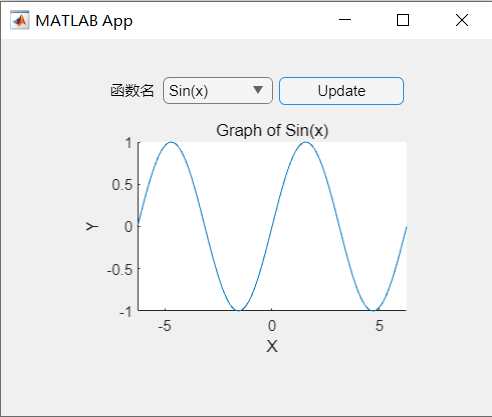 MATLAB App
函数名 Sin(x) Update
Graph of Sin(x)
1
0.5
0
-0.5
-1
Y
-5 0 5
X